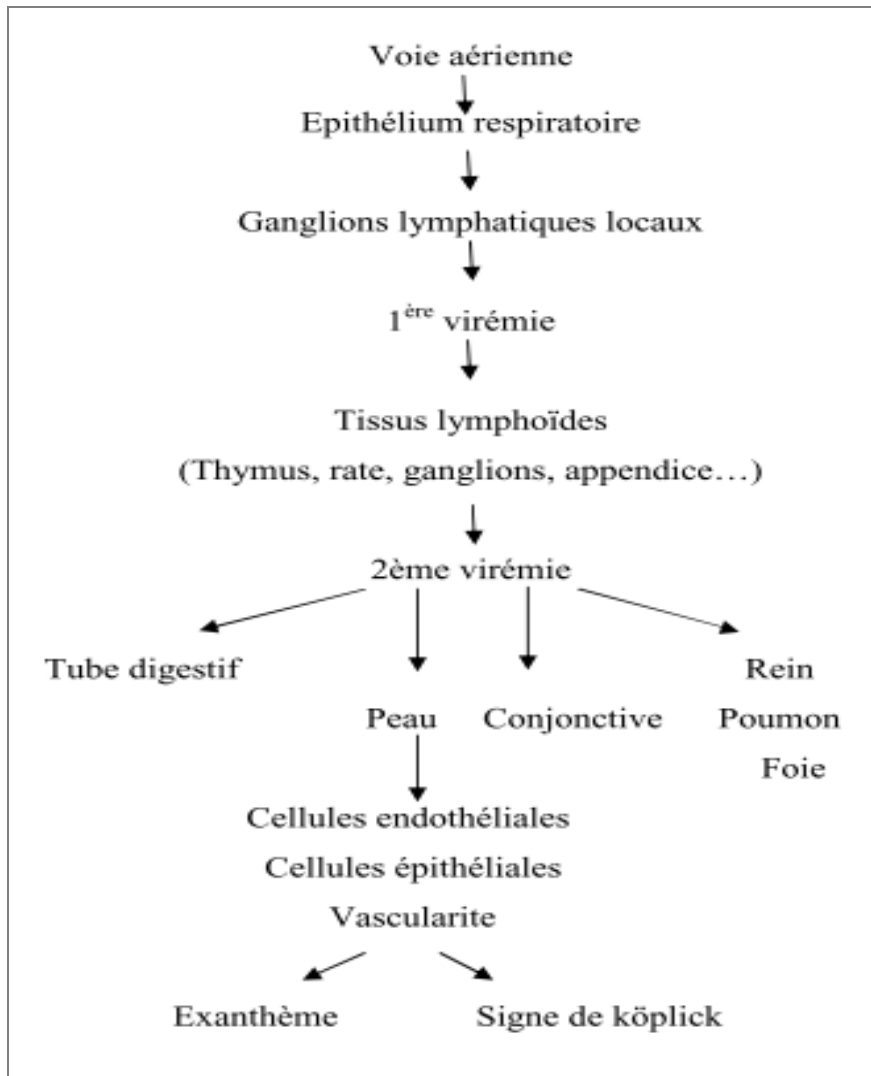 Voie aérienne
Epithélium respiratoire
Ganglions lymphatiques locaux
1ère virémie
Tissus lymphoïdes
(Thymus, rate, ganglions, appendice…)
2ème virémie
Tube digestif
Rein
Peau
Conjonctive
Poumon
Foie
Cellules endothéliales
Cellules épithéliales
Vascularite
Exanthème
Signe de köplick